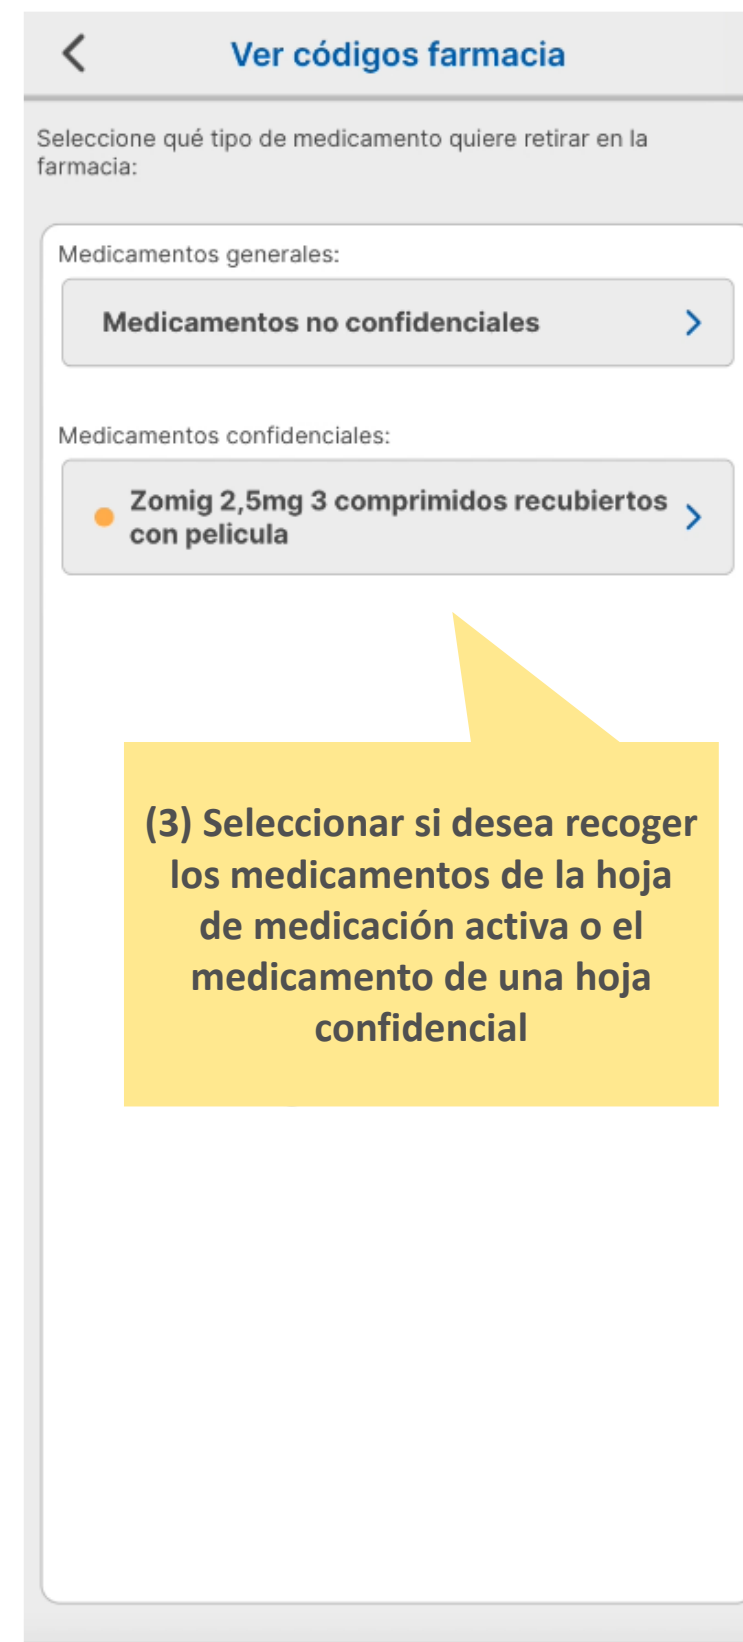 Ver códigos farmacia
Seleccione qué tipo de medicamento quiere retirar en la
farmacia:
Medicamentos generales:
Medicamentos no confidenciales
Medicamentos confidenciales:
Zomig 2,5mg 3 comprimidos recubiertos
con pelicula
(3) Seleccionar si desea recoger
los medicamentos de la hoja
de medicación activa o el
medicamento de una hoja
confidencial